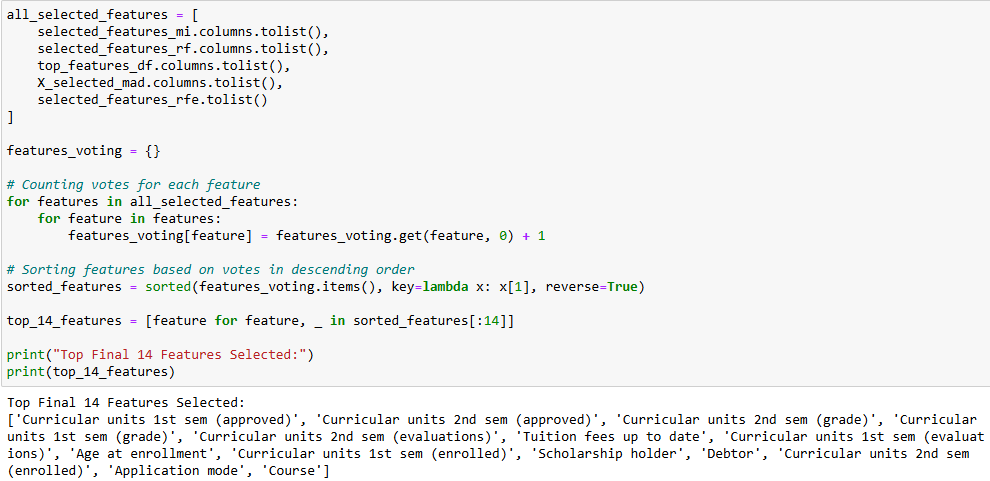 all_selected_features = [
    selected_features_mi.columns.tolist(),
    selected_features_rf.columns.tolist(),
    top_features_df.columns.tolist(),
    X_selected_mad.columns.tolist(),
    selected_features_rfe.tolist()
]
features_voting = {}
# Counting votes for each feature
for features in all_selected_features:
    for feature in features:
        features_voting[feature] = features_voting.get(feature, 0) + 1
# Sorting features based on votes in descending order
sorted_features = sorted(features_voting.items(), key=lambda x: x[1], reverse=True)
top_14_features = [feature for feature, _ in sorted_features[:14]]
print("Top Final 14 Features Selected:")
print(top_14_features)
Top Final 14 Features Selected:
['Curricular units 1st sem (approved)', 'Curricular units 2nd sem (approved)', 'Curricular units 2nd sem (grade)', 'Curricular
units 1st sem (grade)', 'Curricular units 2nd sem (evaluations)', 'Tuition fees up to date', 'Curricular units 1st sem (evaluat
ions)', 'Age at enrollment', 'Curricular units 1st sem (enrolled)', 'Scholarship holder', 'Debtor', 'Curricular units 2nd sem
(enrolled)', 'Application mode', 'Course']